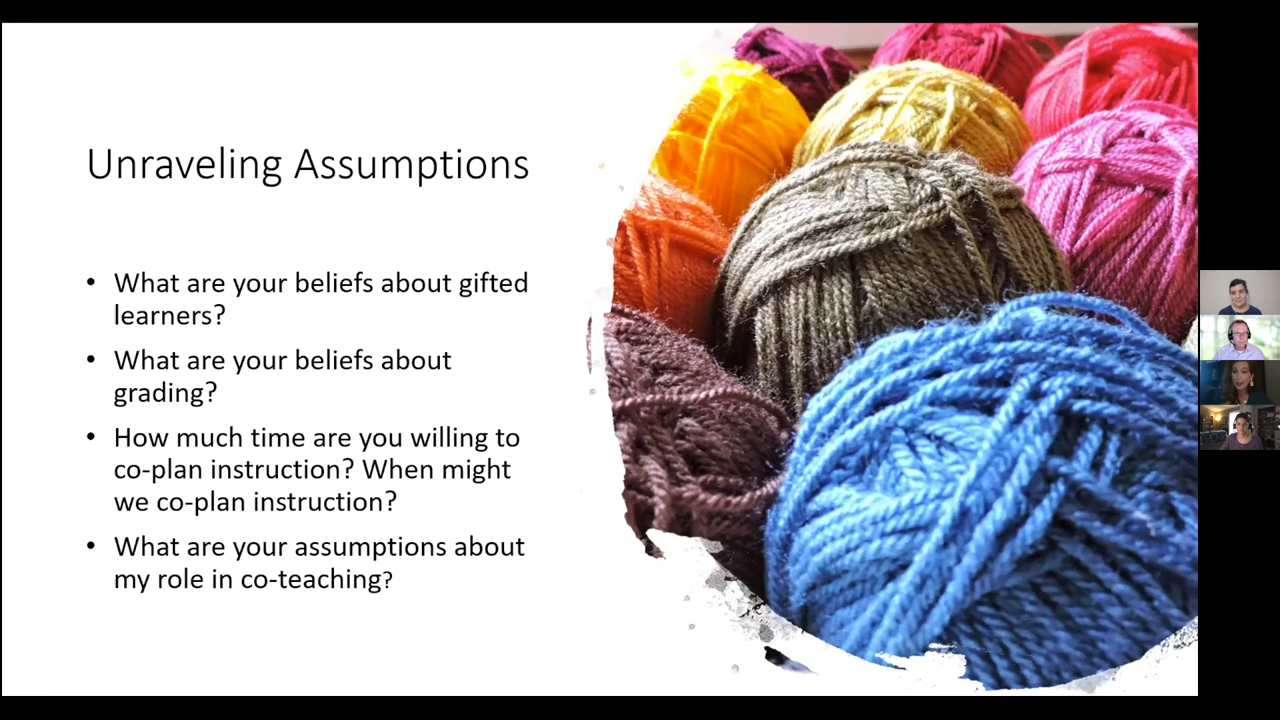 Unraveling Assumptions
• What are your beliefs about gifted
learners?
• What are your beliefs about
grading?
• How much time are you willing to
co-plan instruction? When might
we co-plan instruction?
• What are your assumptions about
my role in co-teaching?